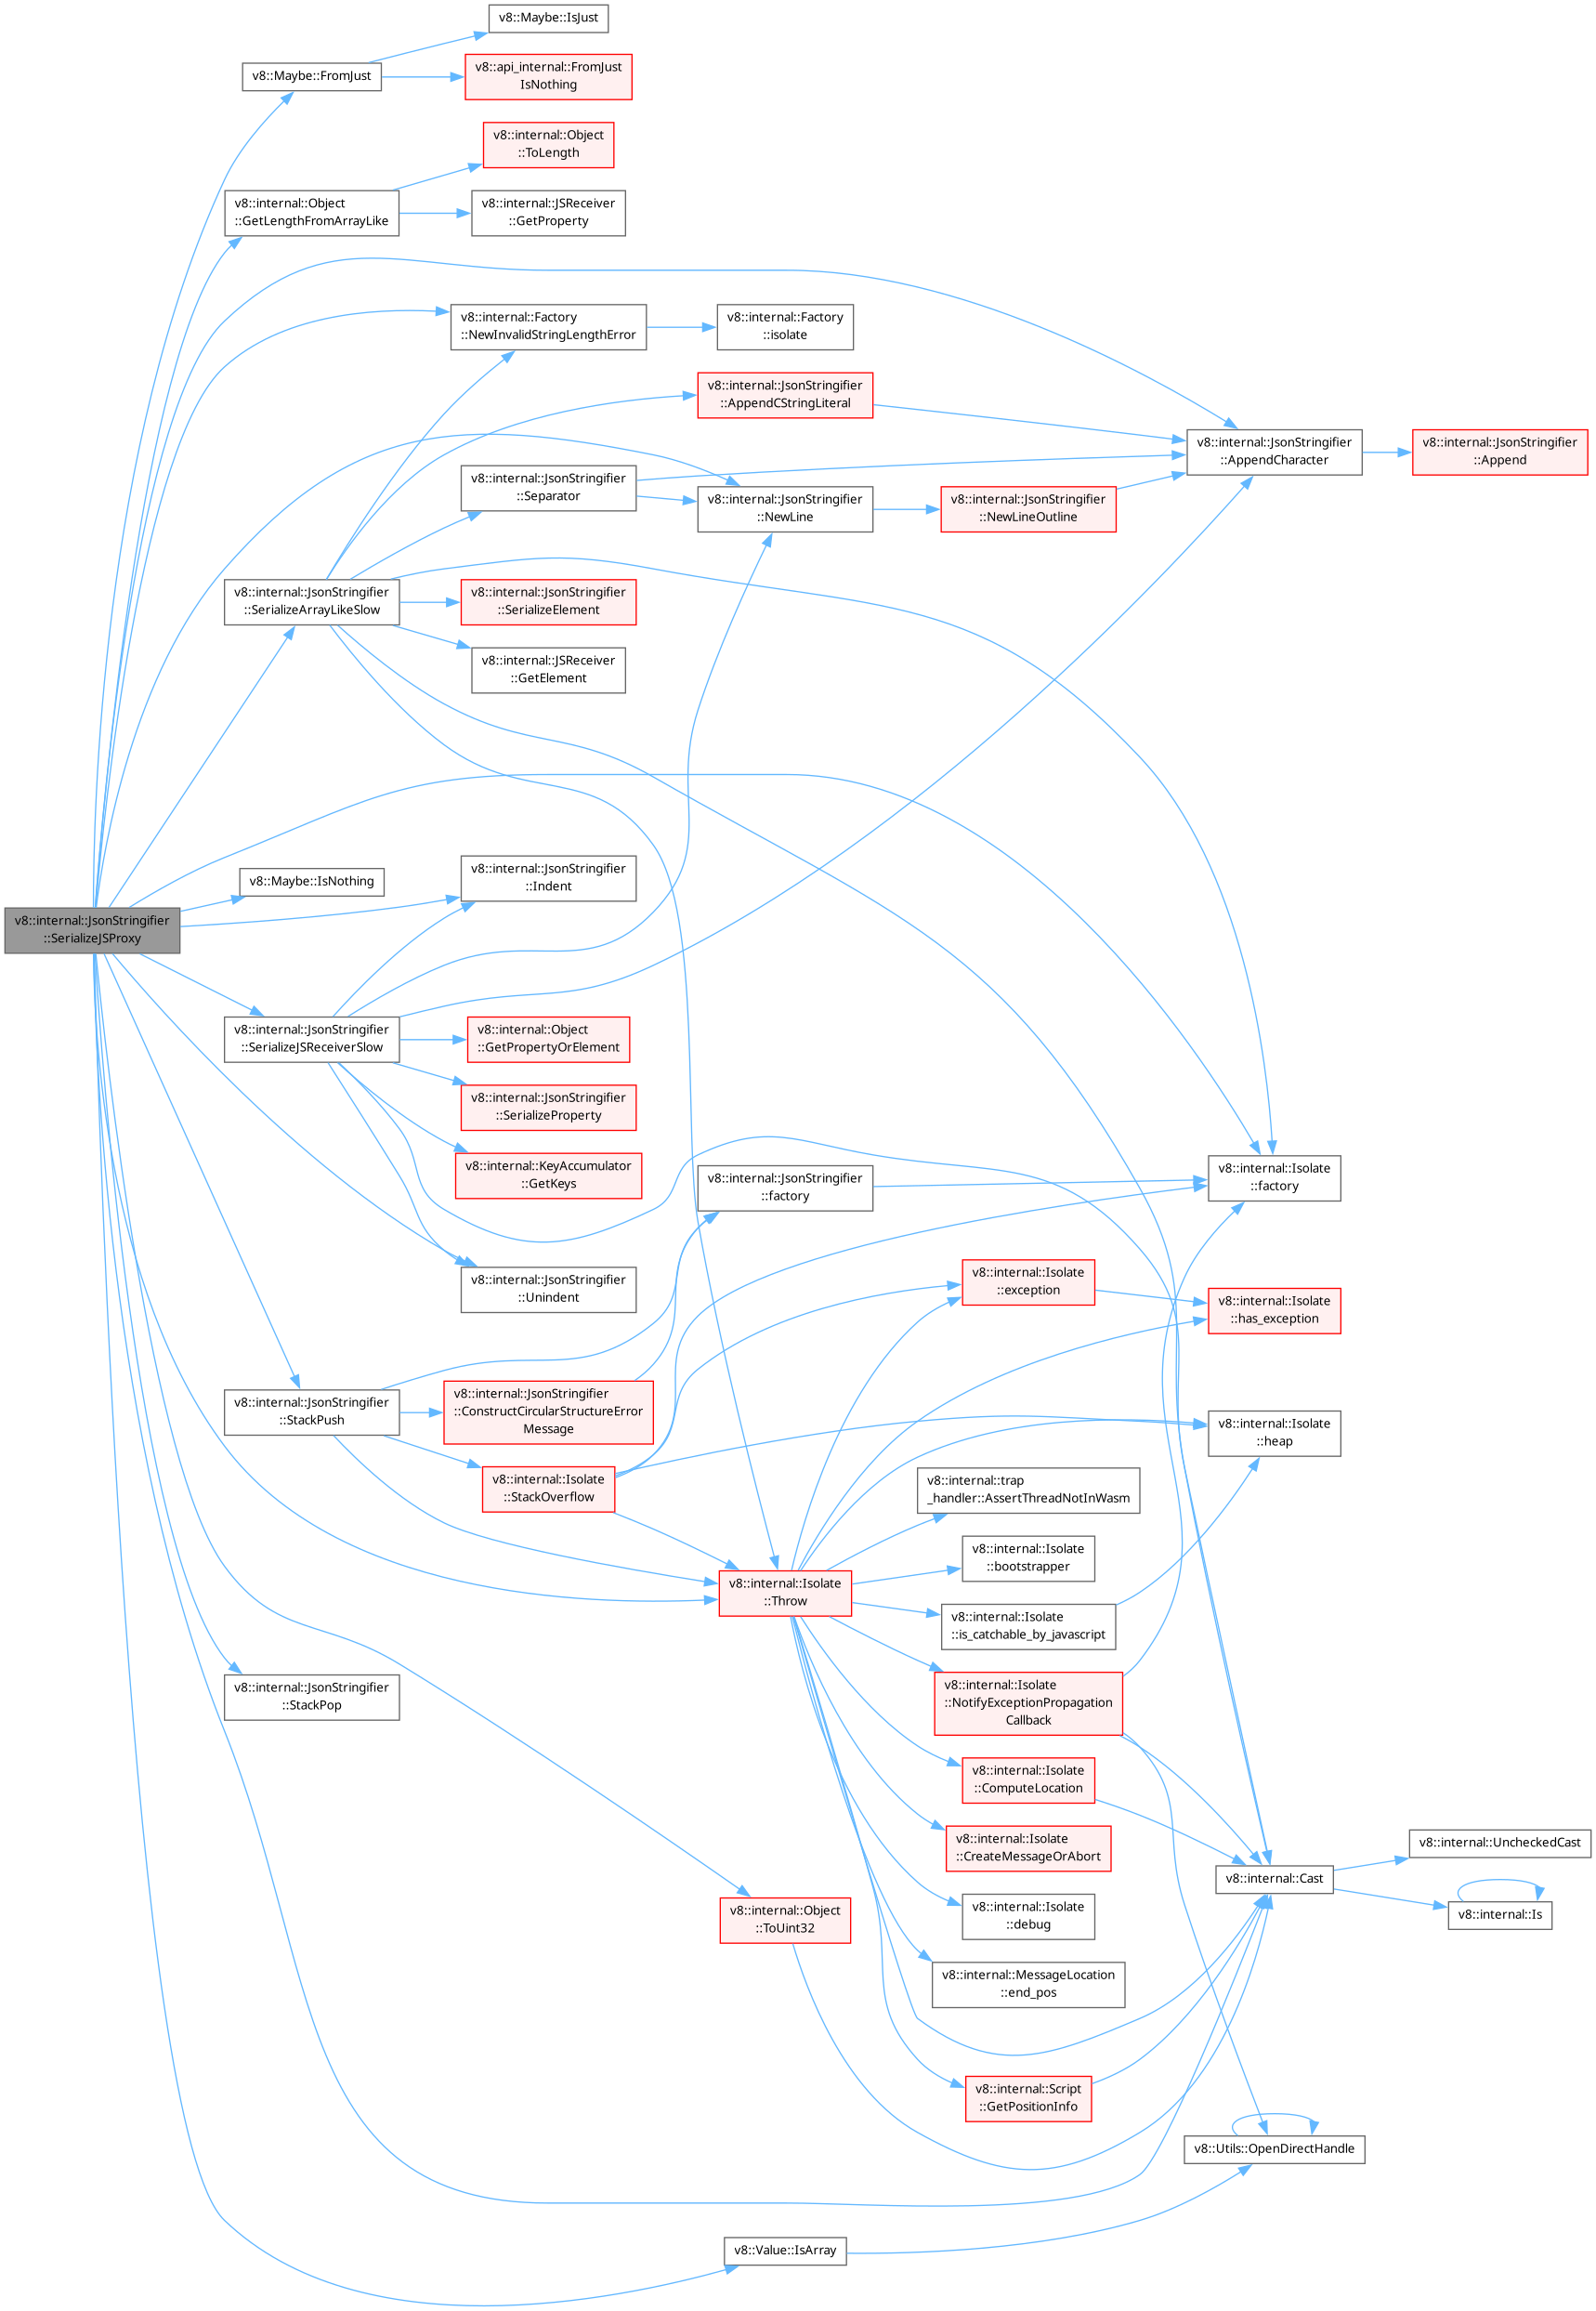 v8::Maybe::IsJust
v8::Maybe::FromJust
v8::api_internal::FromJust
IsNothing
v8::internal::Object
::ToLength
v8::internal::Object
::GetLengthFromArrayLike
v8::internal::JSReceiver
::GetProperty
v8::internal::Factory
::NewInvalidStringLengthError
v8::internal::Factory
::isolate
v8::internal::JsonStringifier
::AppendCStringLiteral
v8::internal::JsonStringifier
::AppendCharacter
v8::internal::JsonStringifier
::Append
v8::internal::JsonStringifier
::Separator
v8::internal::JsonStringifier
::NewLine
v8::internal::JsonStringifier
::NewLineOutline
v8::internal::JsonStringifier
::SerializeArrayLikeSlow
v8::internal::JsonStringifier
::SerializeElement
v8::internal::JSReceiver
::GetElement
v8::Maybe::IsNothing
v8::internal::JsonStringifier
::Indent
v8::internal::JsonStringifier
::SerializeJSProxy
v8::internal::JsonStringifier
::SerializeJSReceiverSlow
v8::internal::Object
::GetPropertyOrElement
v8::internal::JsonStringifier
::SerializeProperty
v8::internal::KeyAccumulator
::GetKeys
v8::internal::JsonStringifier
::factory
v8::internal::Isolate
::factory
v8::internal::JsonStringifier
::Unindent
v8::internal::Isolate
::exception
v8::internal::Isolate
::has_exception
v8::internal::JsonStringifier
::StackPush
v8::internal::JsonStringifier
::ConstructCircularStructureError
Message
v8::internal::Isolate
::heap
v8::internal::Isolate
::StackOverflow
v8::internal::trap
_handler::AssertThreadNotInWasm
v8::internal::Isolate
::bootstrapper
v8::internal::Isolate
::Throw
v8::internal::Isolate
::is_catchable_by_javascript
v8::internal::JsonStringifier
::StackPop
v8::internal::Isolate
::NotifyExceptionPropagation
Callback
v8::internal::Isolate
::ComputeLocation
v8::internal::Isolate
::CreateMessageOrAbort
v8::internal::UncheckedCast
v8::internal::Cast
v8::internal::Is
v8::internal::Object
::ToUint32
v8::internal::Isolate
::debug
v8::internal::MessageLocation
::end_pos
v8::internal::Script
::GetPositionInfo
v8::Utils::OpenDirectHandle
v8::Value::IsArray